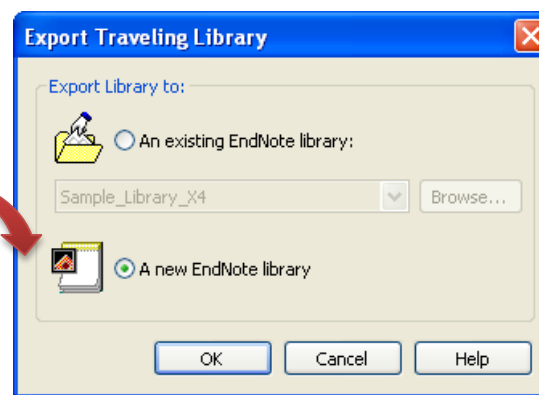 Export Traveling Library
Export Library to:
An existing EndNote library:
Sample_Library_X4
Browse...
A new EndNote library
OK
Cancel
Help